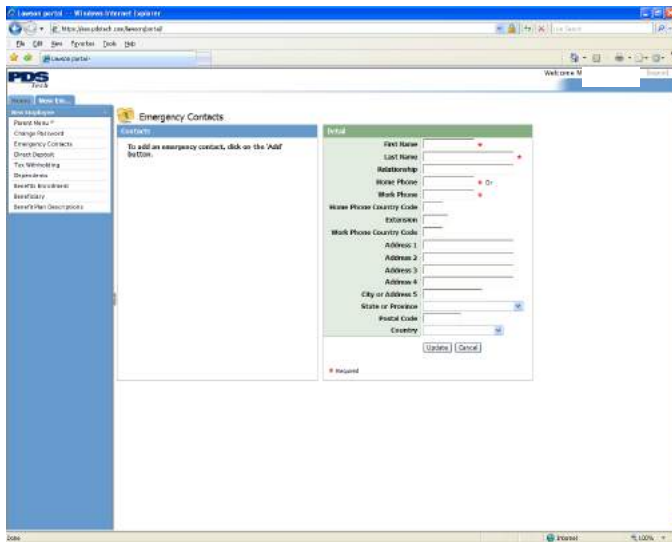 Lawson portal - Windows Internet Explorer
File Edit View Favorites Tools Help
Lawson portal
Welcome M
PDS
Tech
Home New Em...
New Employee
Parent Menu ^
Change Password
Emergency Contacts
Direct Deposit
Tax Withholding
Dependents
Benefits Enrollment
Beneficiary
Benefit Plan Descriptions
Emergency Contacts
Contacts
To add an emergency contact, click on the 'Add'
button.
Detail
First Name *
Last Name *
Relationship
Home Phone * Or
Work Phone *
Home Phone Country Code
Extension
Work Phone Country Code
Address 1
Address 2
Address 3
Address 4
City or Address 5
State or Province
Postal Code
Country
Update Cancel
* Required
Done Internet 100%